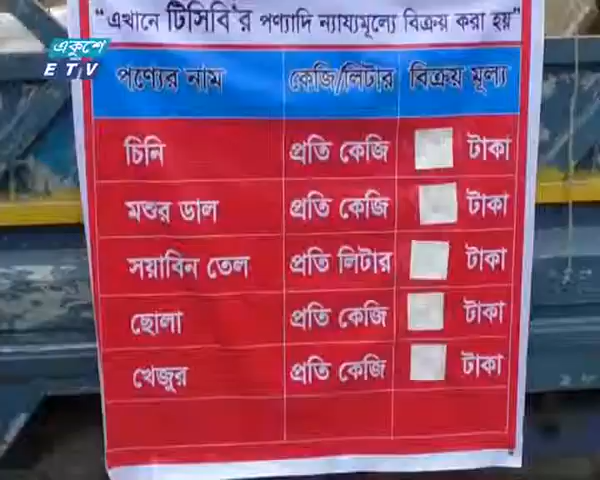 “এখানে টিসিবি'র পণ্যাদি ন্যায্যমূল্যে বিক্রয় করা হয়”
একুশে
ETV
পণ্যের নাম কেজি/লিটার বিক্রয় মূল্য
চিনি প্রতি কেজি টাকা
মশুর ডাল প্রতি কেজি টাকা
সয়াবিন তেল প্রতি লিটার টাকা
ছোলা প্রতি কেজি টাকা
খেজুর প্রতি কেজি টাকা